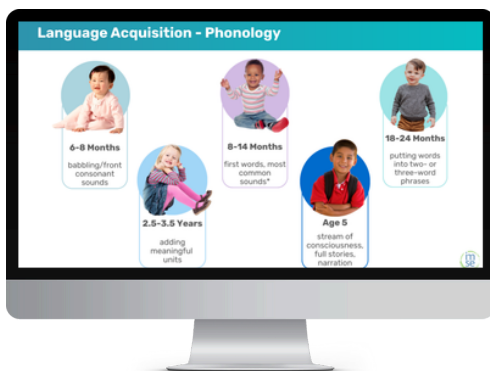 Language Acquisition - Phonology
6-8 Months
babbling/front
consonant
sounds
2.5-3.5 Years
adding
meaningful
units
8-14 Months
first words, most
common
sounds*
Age 5
stream of
consciousness,
full stories,
narration
18-24 Months
putting words
into two- or
three-word
phrases